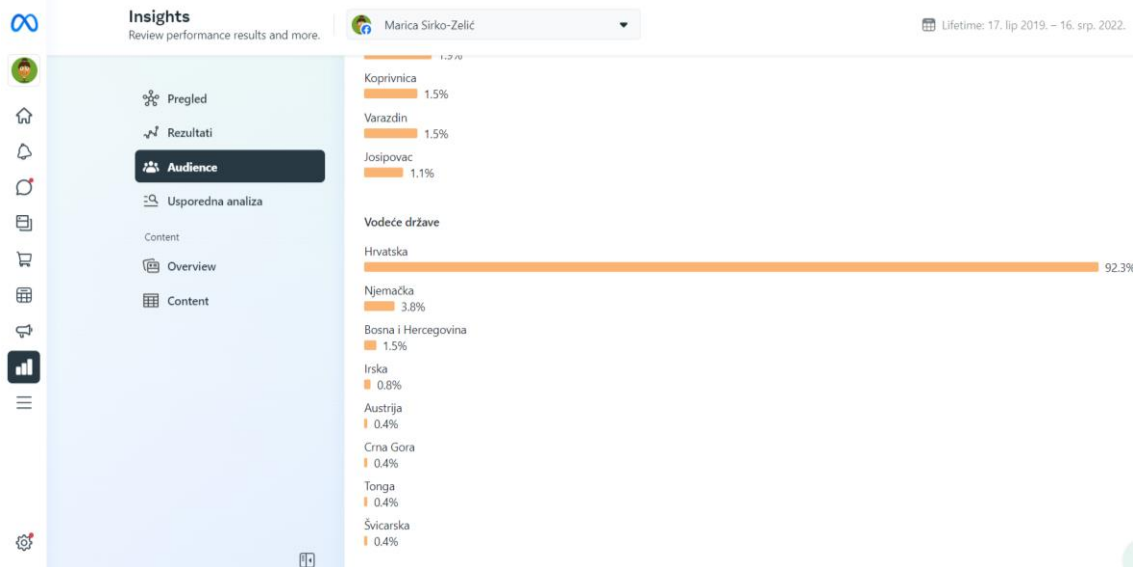 Insights
Review performance results and more.
Marica Sirko-Zelić
Lifetime: 17. lip 2019. – 16. srp. 2022.
Pregled
Rezultati
Audience
Usporedna analiza
Content
Overview
Content
Koprivnica
1.5%
Varazdin
1.5%
Josipovac
1.1%
Vodeće države
Hrvatska
92.3%
Njemačka
3.8%
Bosna i Hercegovina
1.5%
Irska
0.8%
Austrija
0.4%
Crna Gora
0.4%
Tonga
0.4%
Švicarska
0.4%